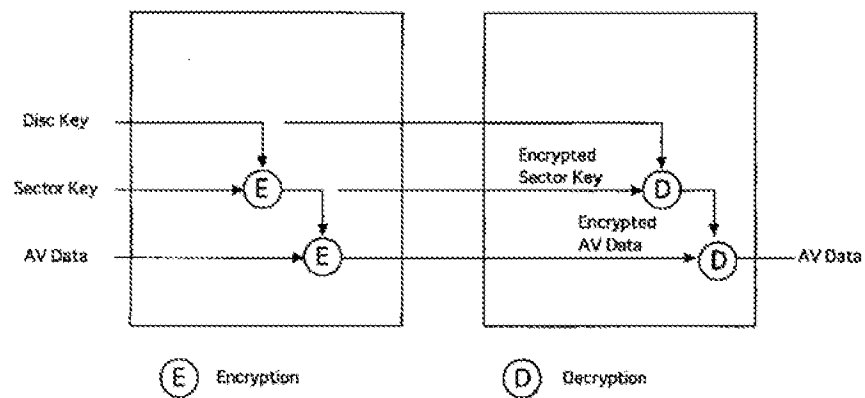 Disc Key
Encrypted
Sector Key
Sector Key
E
D
Encrypted
AV Data
AV Data
E
D
AV Data
E
Encryption
D
Decryption